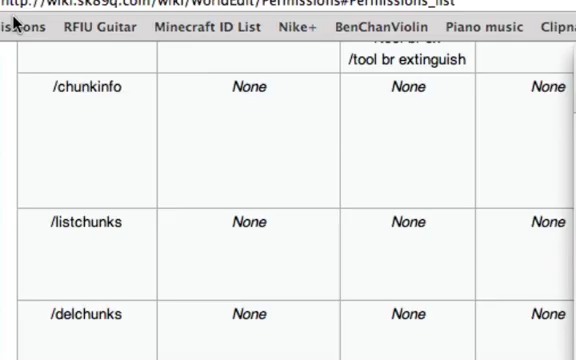 http://wiki.sk89q.com/wiki/WorldEdit/Permissions#Permissions_list
issions RFIU Guitar Minecraft ID List Nike+ BenChanViolin Piano music Clipna
/tool br extinguish
/chunkinfo None None None
/listchunks None None None
/delchunks None None None